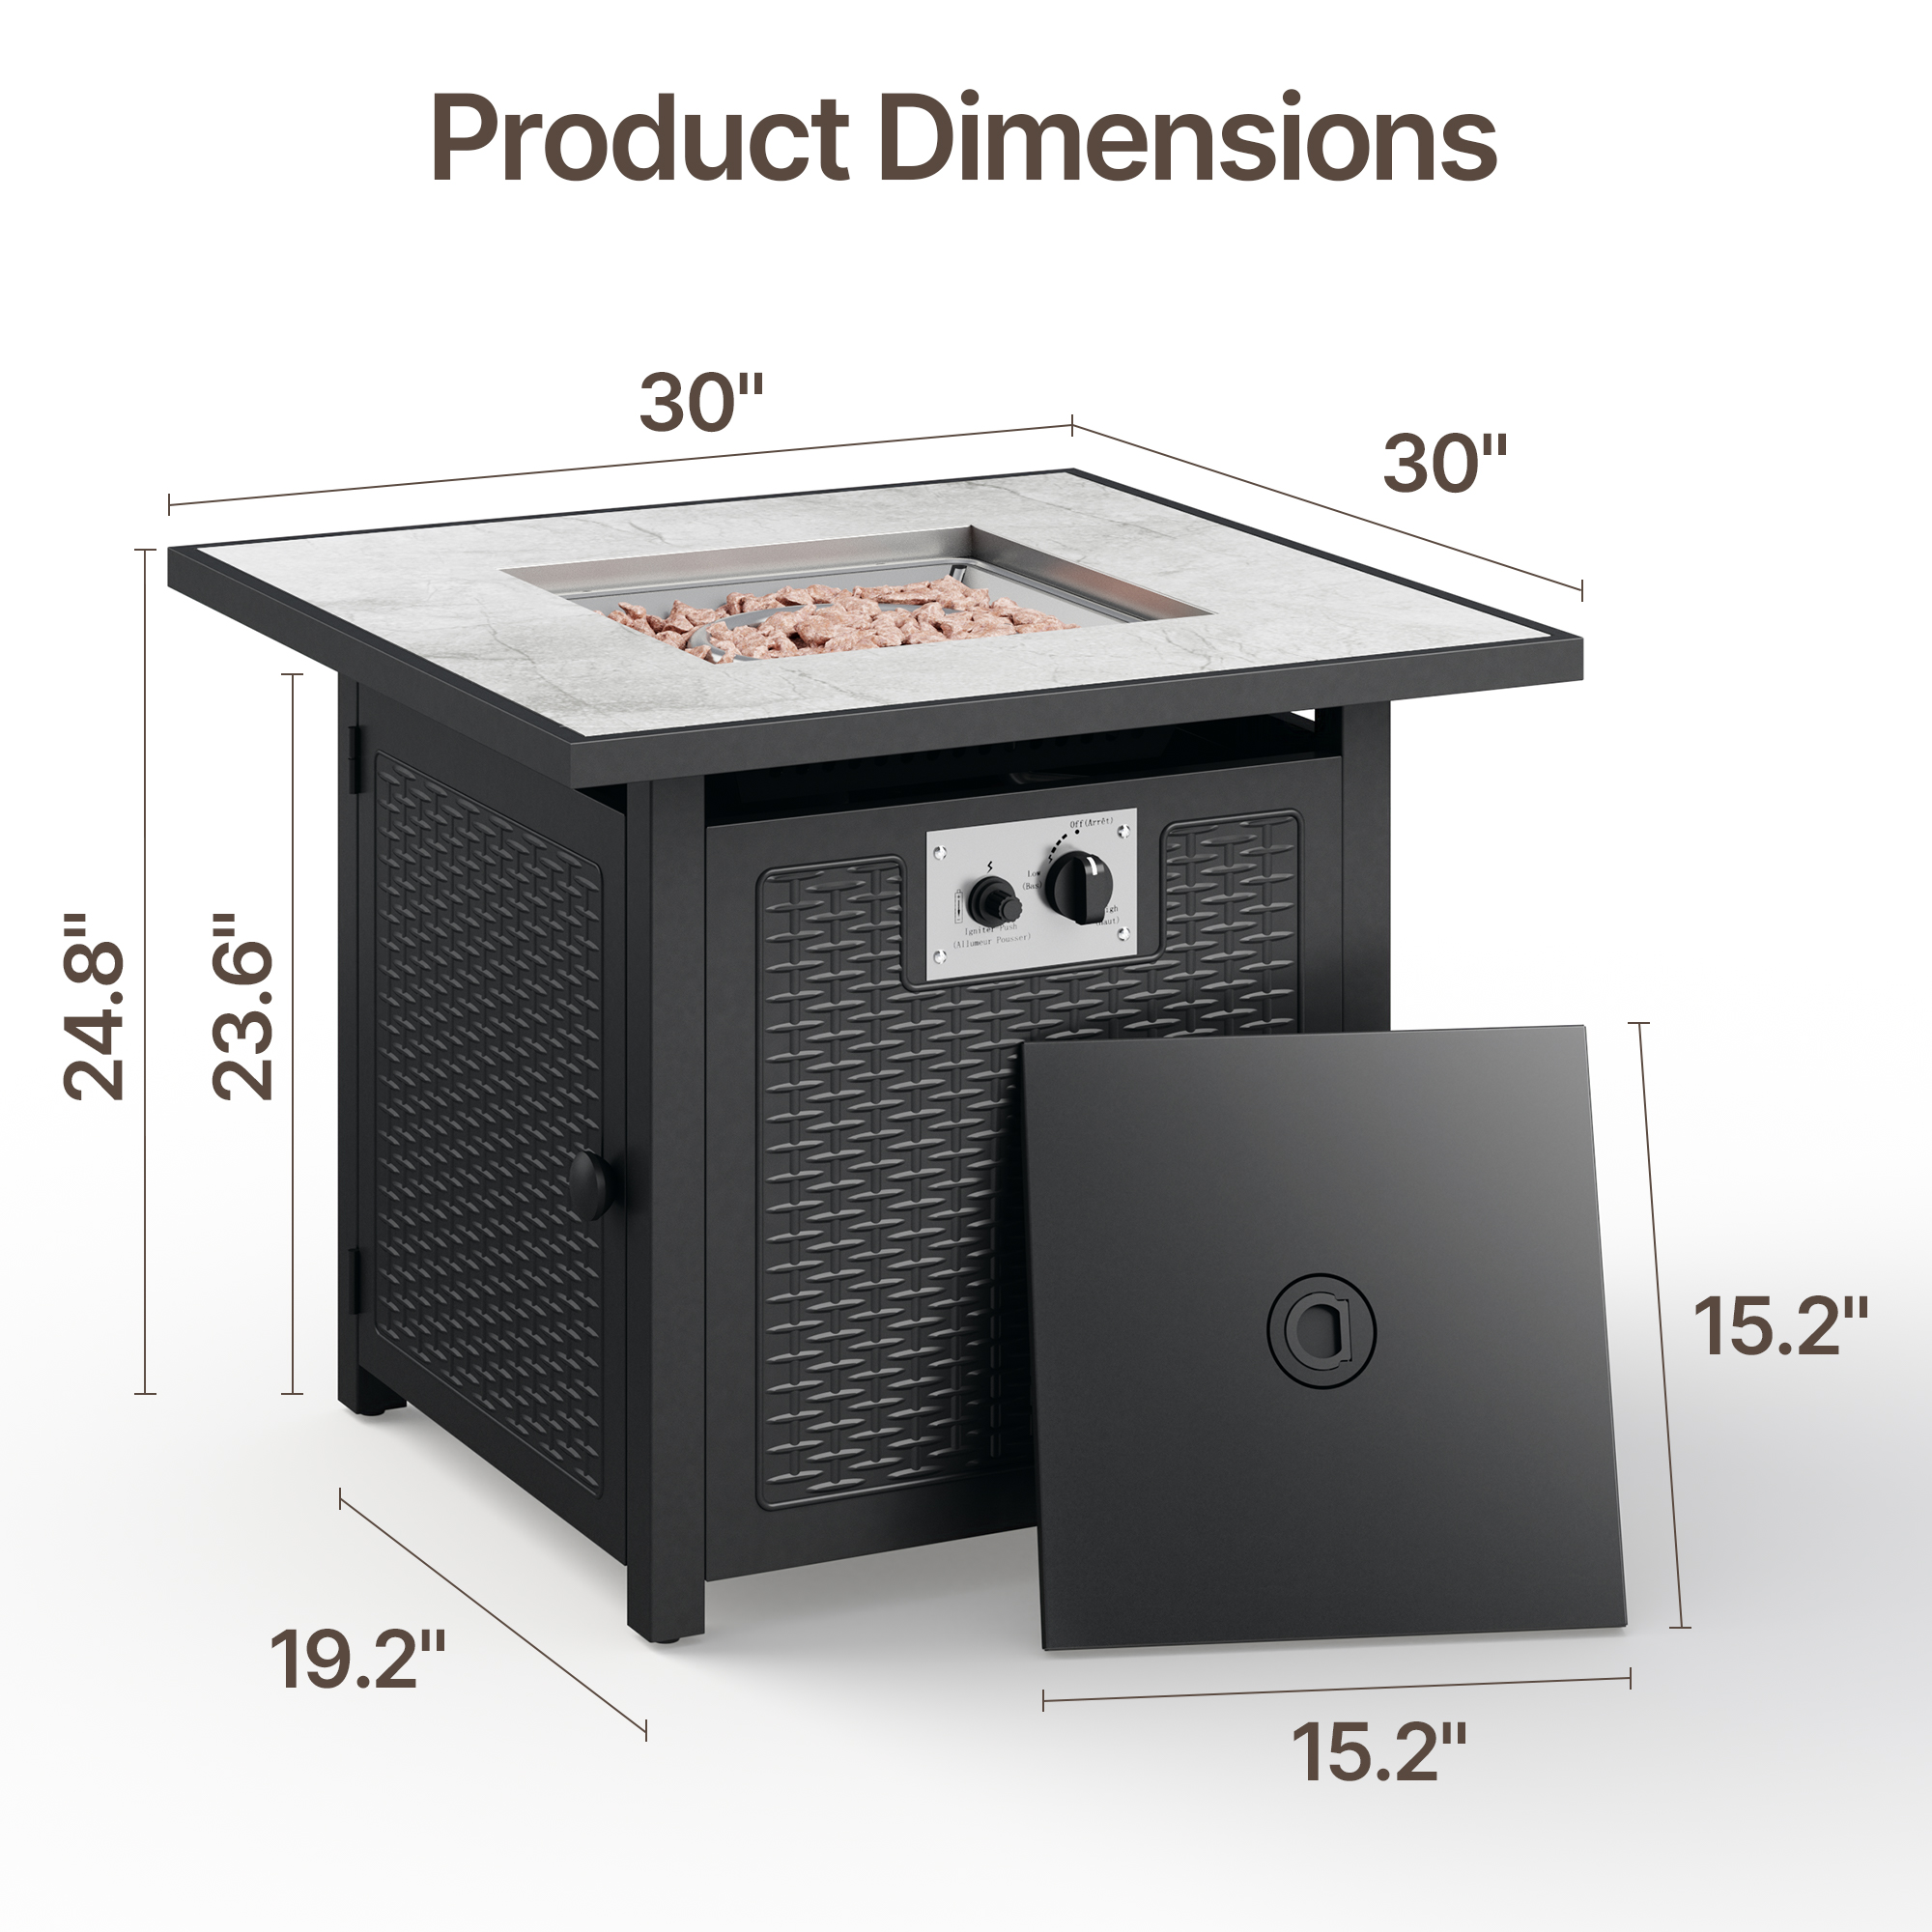 Product Dimensions
30"
30"
24.8"
23.6"
Off(Arrêt)
Low
(Bas)
Igniter Push
(Allumeur Pousser)
15.2"
19.2"
15.2"